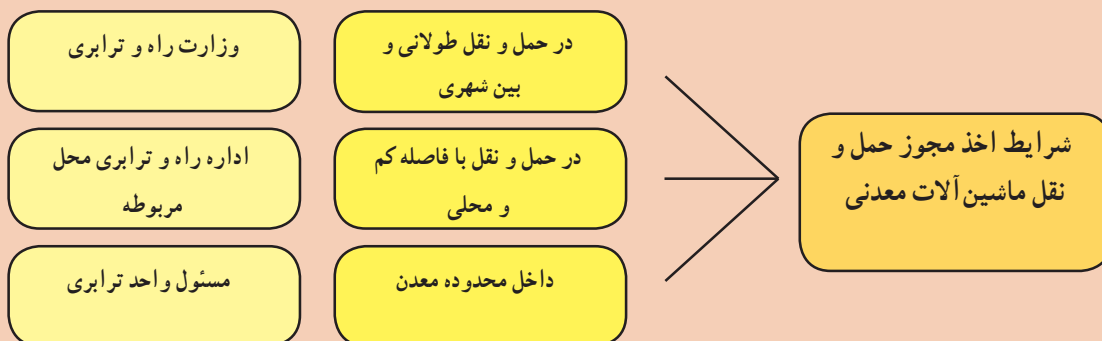 شرایط اخذ مجوز حمل و
نقل ماشین‌آلات معدنی
در حمل و نقل طولانی و
بین شهری
وزارت راه و ترابری
در حمل و نقل با فاصله کم
و محلی
اداره راه و ترابری محل
مربوطه
داخل محدوده معدن
مسئول واحد ترابری